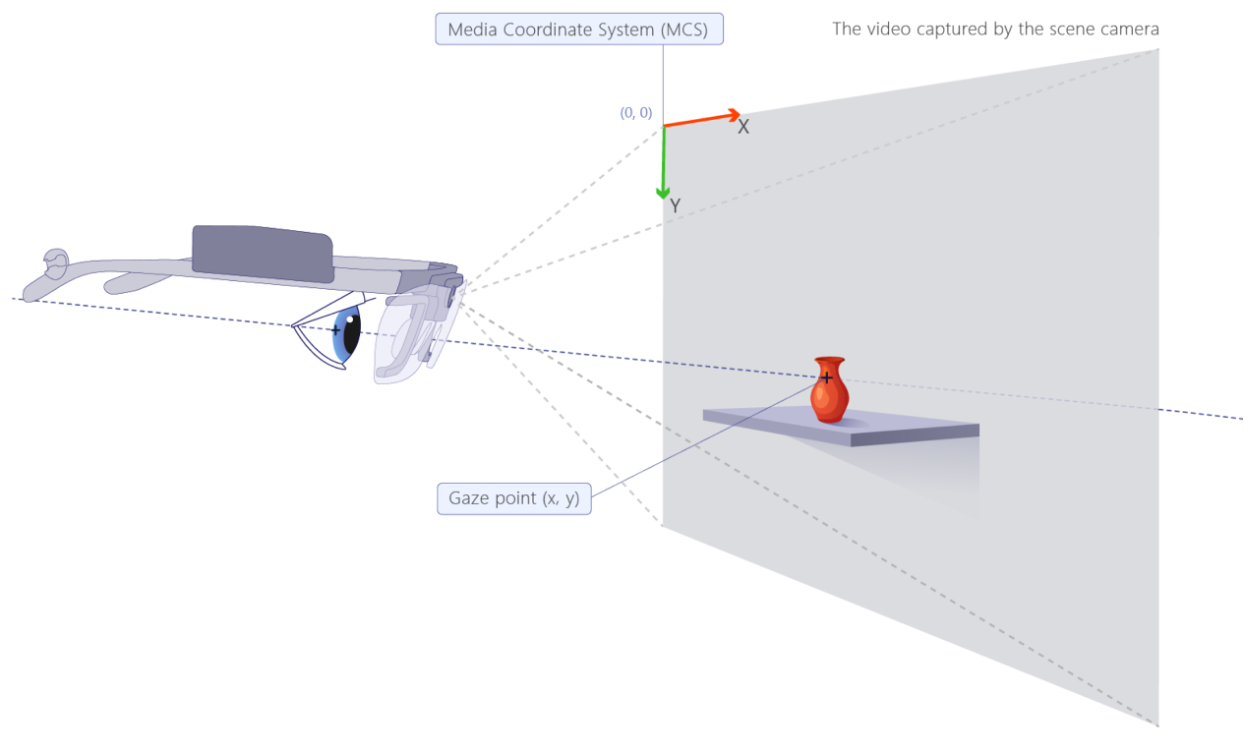 Media Coordinate System (MCS)
The video captured by the scene camera
(0, 0)
X
Y
Gaze point (x, y)